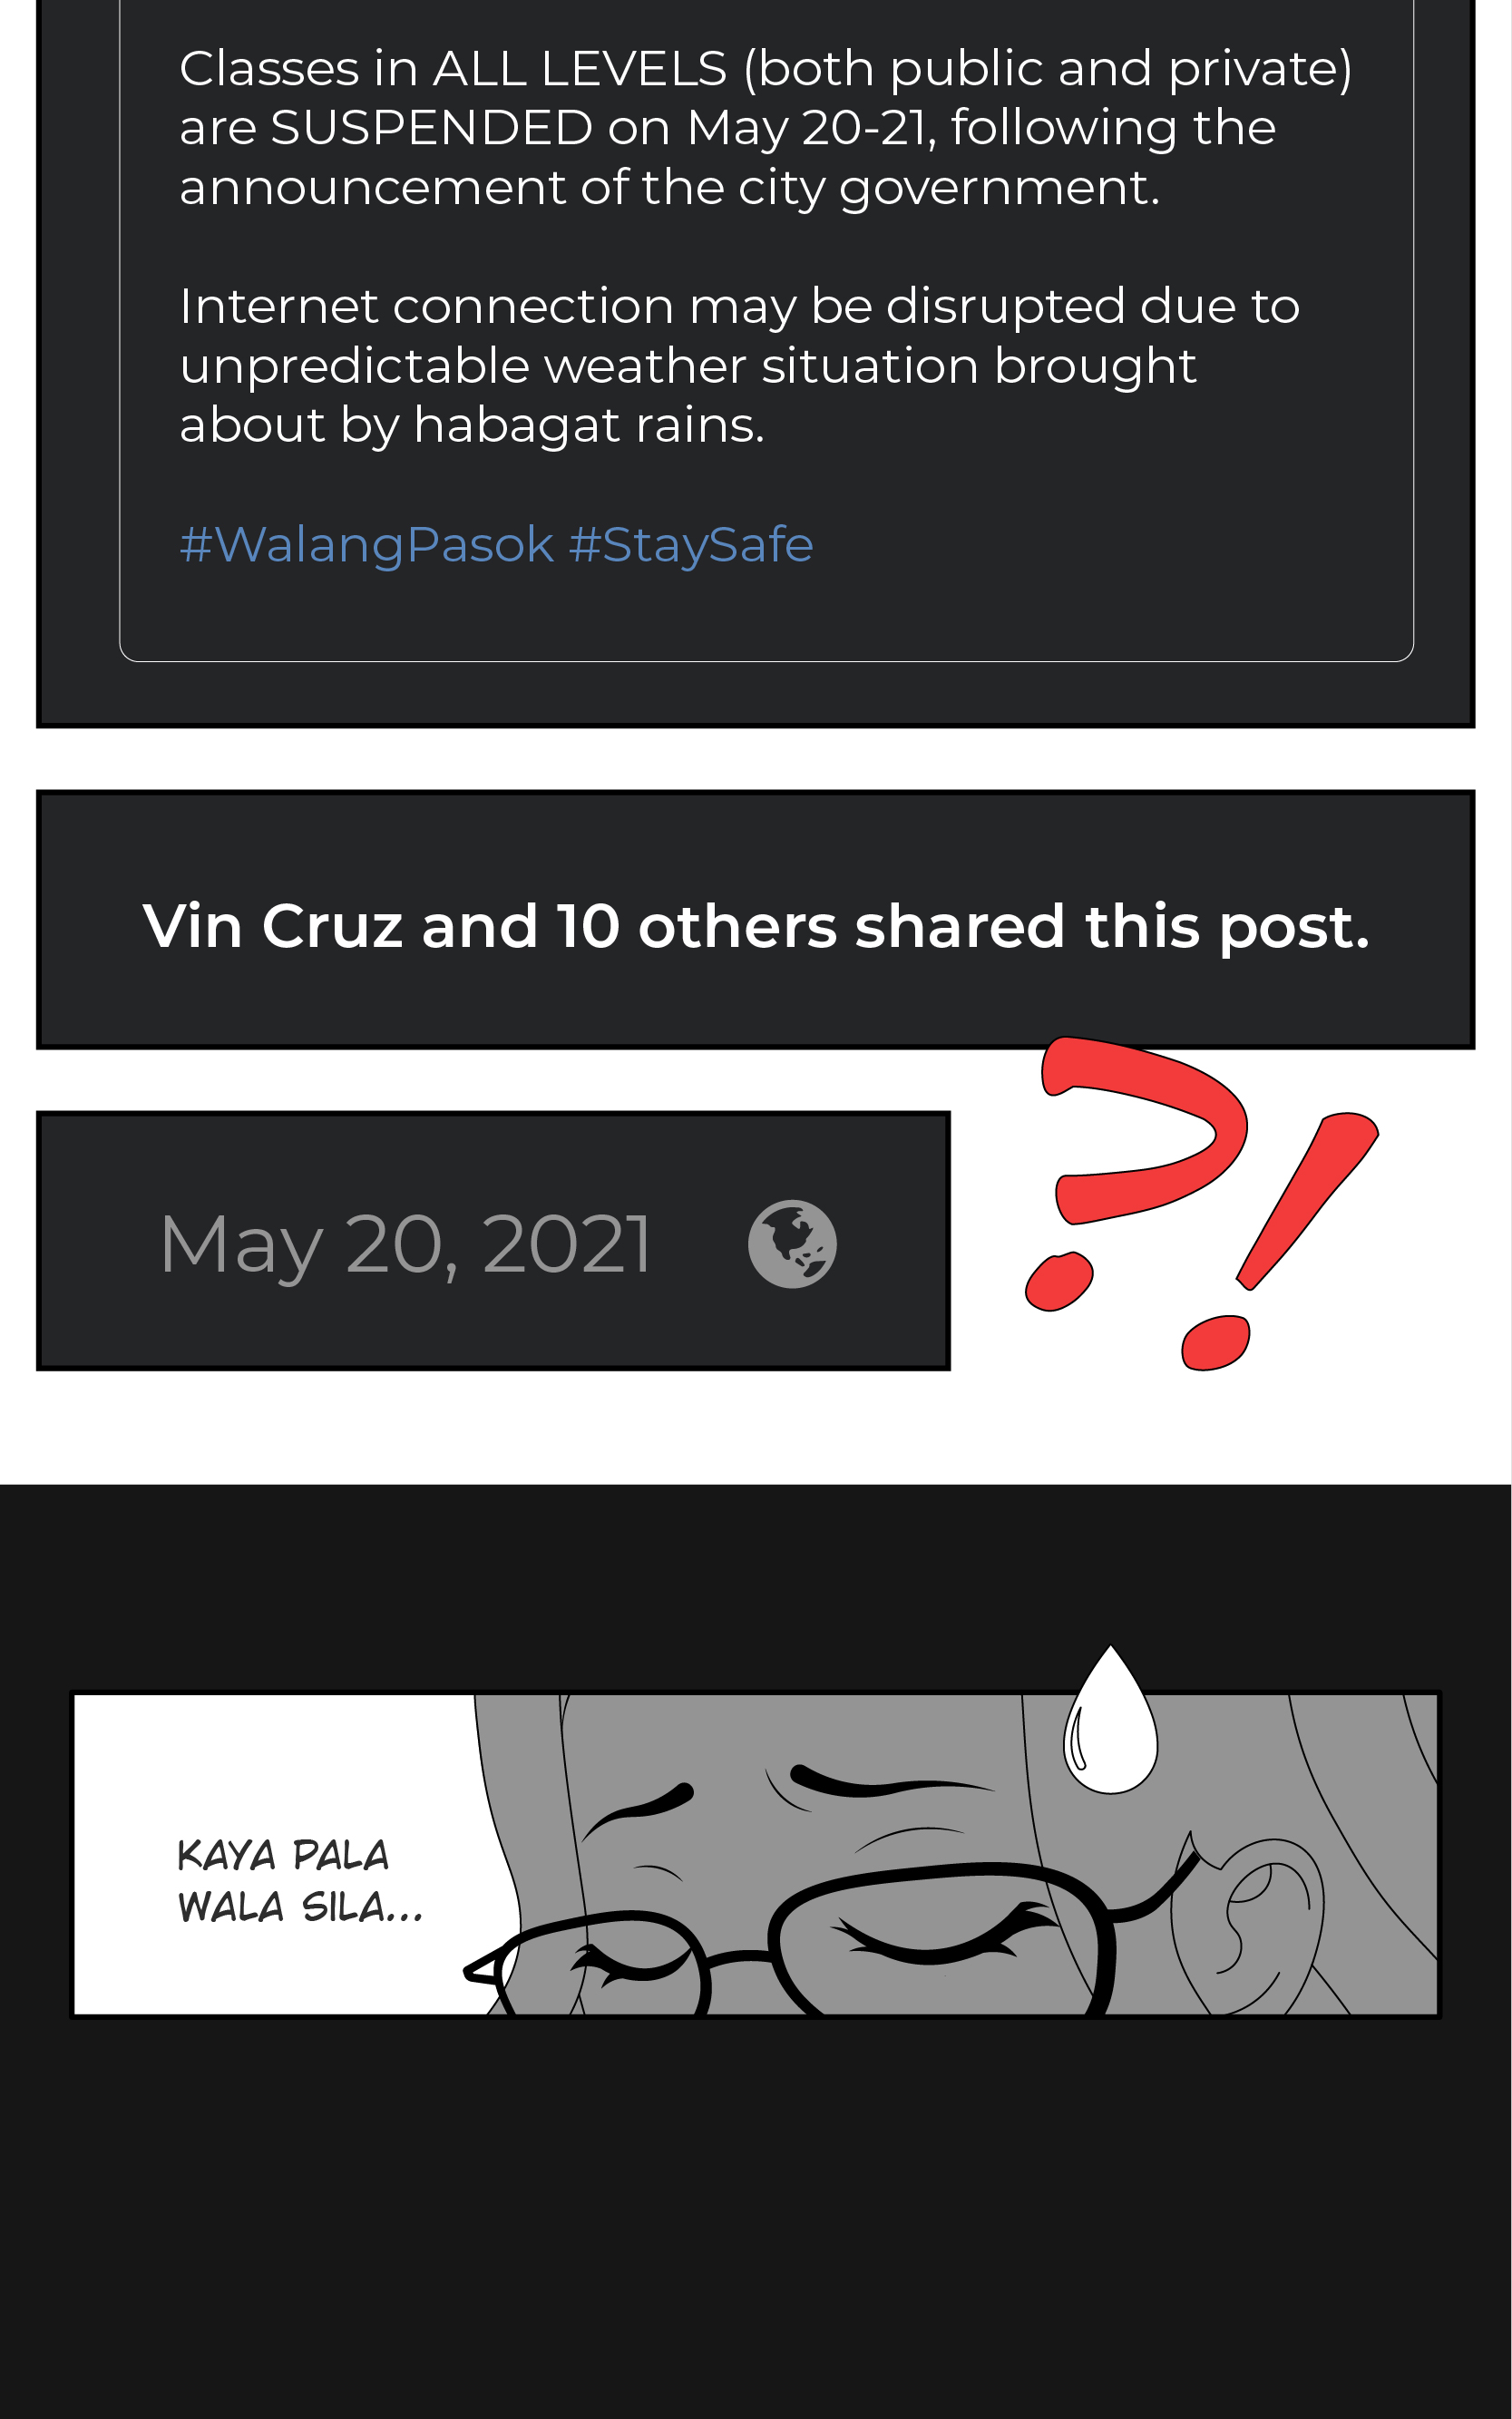 Classes in ALL LEVELS (both public and private)
are SUSPENDED on May 20-21, following the
announcement of the city government.
Internet connection may be disrupted due to
unpredictable weather situation brought
about by habagat rains.
#WalangPasok #StaySafe
Vin Cruz and 10 others shared this post.
May 20, 2021
?!
KAYA PALA
WALA SILA...